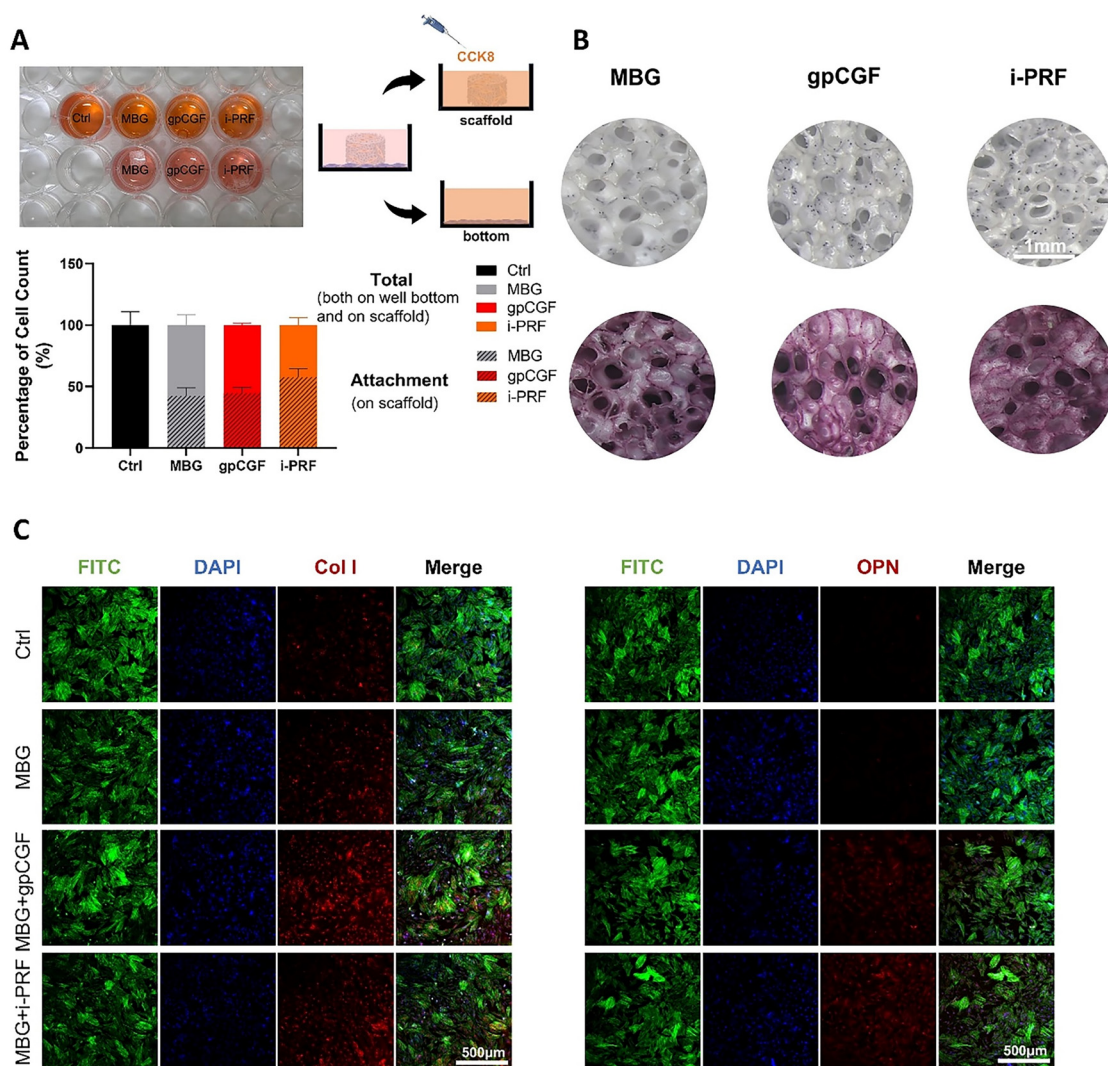 A
Ctrl MBG gpCGF i-PRF
MBG gpCGF i-PRF
CCK8
scaffold
bottom
Percentage of Cell Count
(%)
150
100
50
0
Ctrl MBG gpCGF i-PRF
Total
(both on well bottom
and on scaffold)
Ctrl
MBG
gpCGF
i-PRF
Attachment
(on scaffold)
MBG
gpCGF
i-PRF
B
MBG gpCGF i-PRF
1mm
C
FITC DAPI Col I Merge
FITC DAPI OPN Merge
Ctrl
MBG
MBG+gpCGF
MBG+i-PRF
500μm
500μm